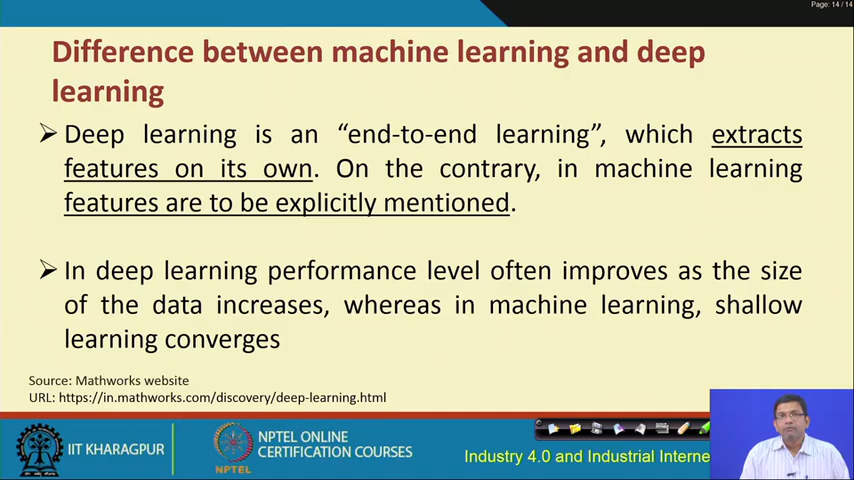 Page: 14 / 14
Difference between machine learning and deep
learning
➢ Deep learning is an “end-to-end learning”, which extracts
features on its own. On the contrary, in machine learning
features are to be explicitly mentioned.
➢ In deep learning performance level often improves as the size
of the data increases, whereas in machine learning, shallow
learning converges
Source: Mathworks website
URL: https://in.mathworks.com/discovery/deep-learning.html
IIT KHARAGPUR
NPTEL
NPTEL ONLINE
CERTIFICATION COURSES
Industry 4.0 and Industrial Interne